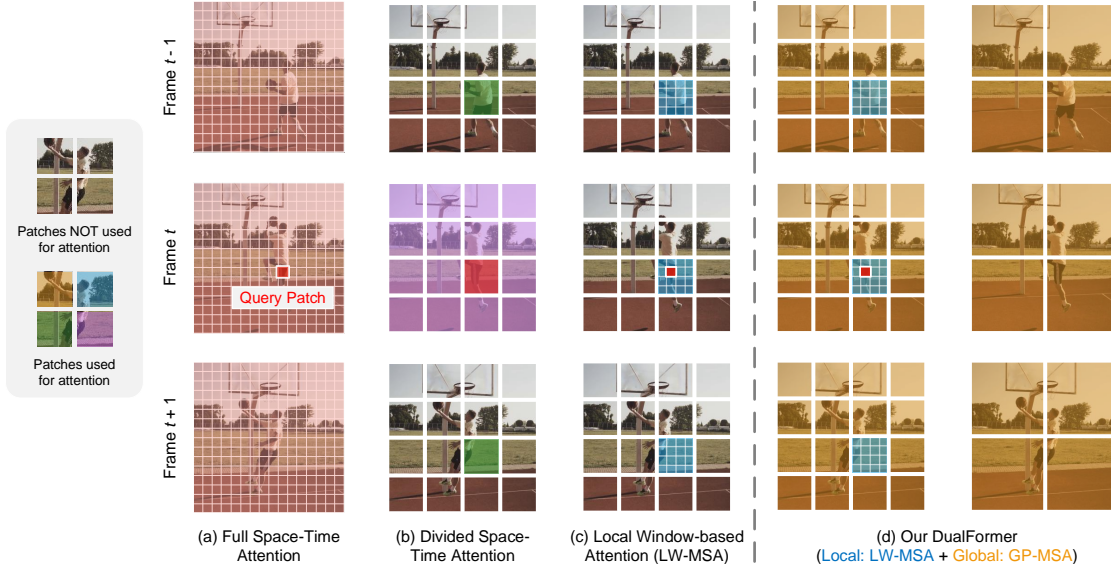 Frame t - 1
Frame t
Frame t + 1
Patches NOT used
for attention
Patches used
for attention
Query Patch
(a) Full Space-Time
Attention
(b) Divided Space-
Time Attention
(c) Local Window-based
Attention (LW-MSA)
(d) Our DualFormer
(Local: LW-MSA + Global: GP-MSA)